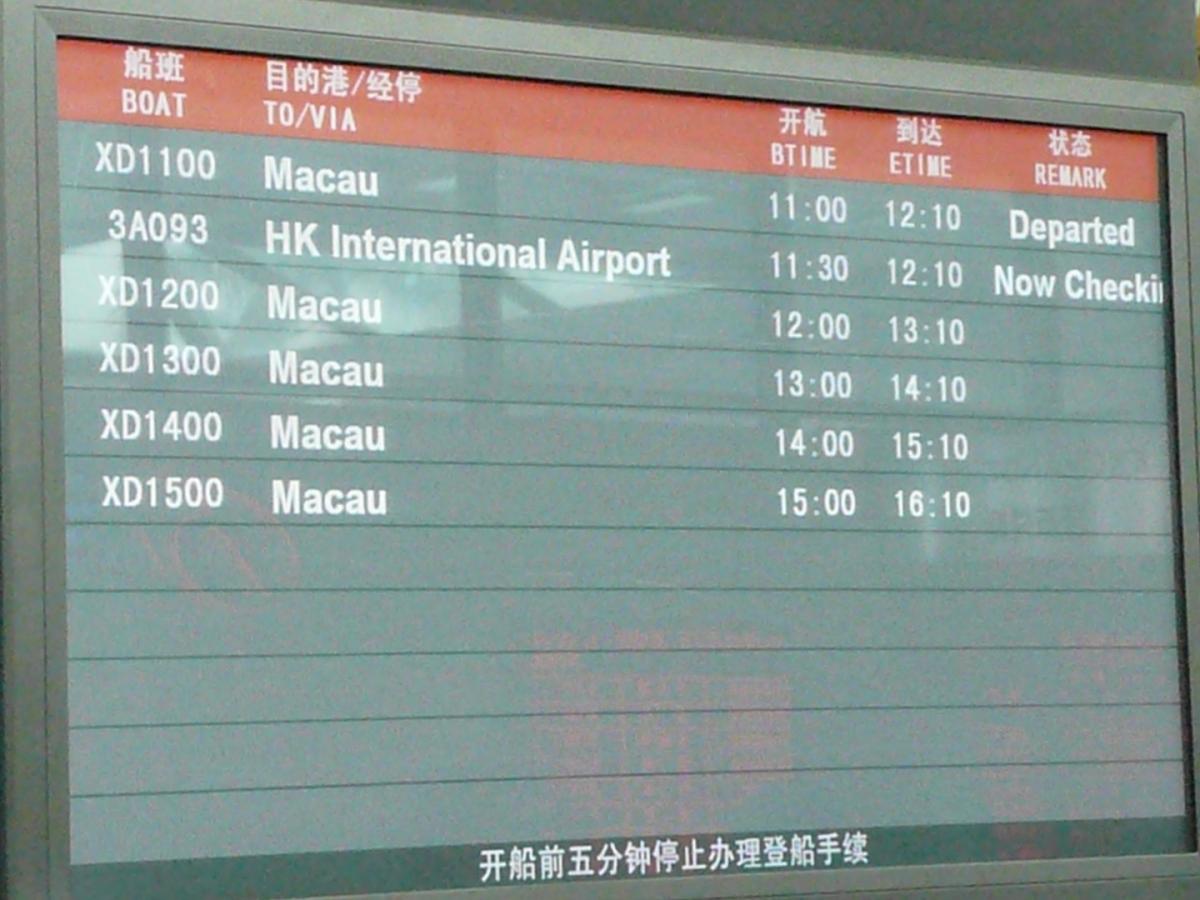 船班 目的港/经停 开航 到达 状态
BOAT TO/VIA BTIME ETIME REMARK
XD1100 Macau 11:00 12:10 Departed
3A093 HK International Airport 11:30 12:10 Now Checkin
XD1200 Macau 12:00 13:10
XD1300 Macau 13:00 14:10
XD1400 Macau 14:00 15:10
XD1500 Macau 15:00 16:10
开船前五分钟停止办理登船手续